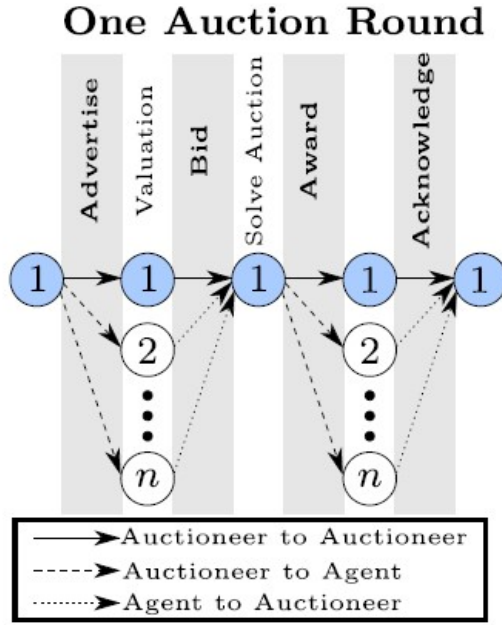 One Auction Round
Advertise
Valuation
Bid
Solve Auction
Award
Acknowledge
1 1 1 1 1
2 2
n n
Auctioneer to Auctioneer
Auctioneer to Agent
Agent to Auctioneer